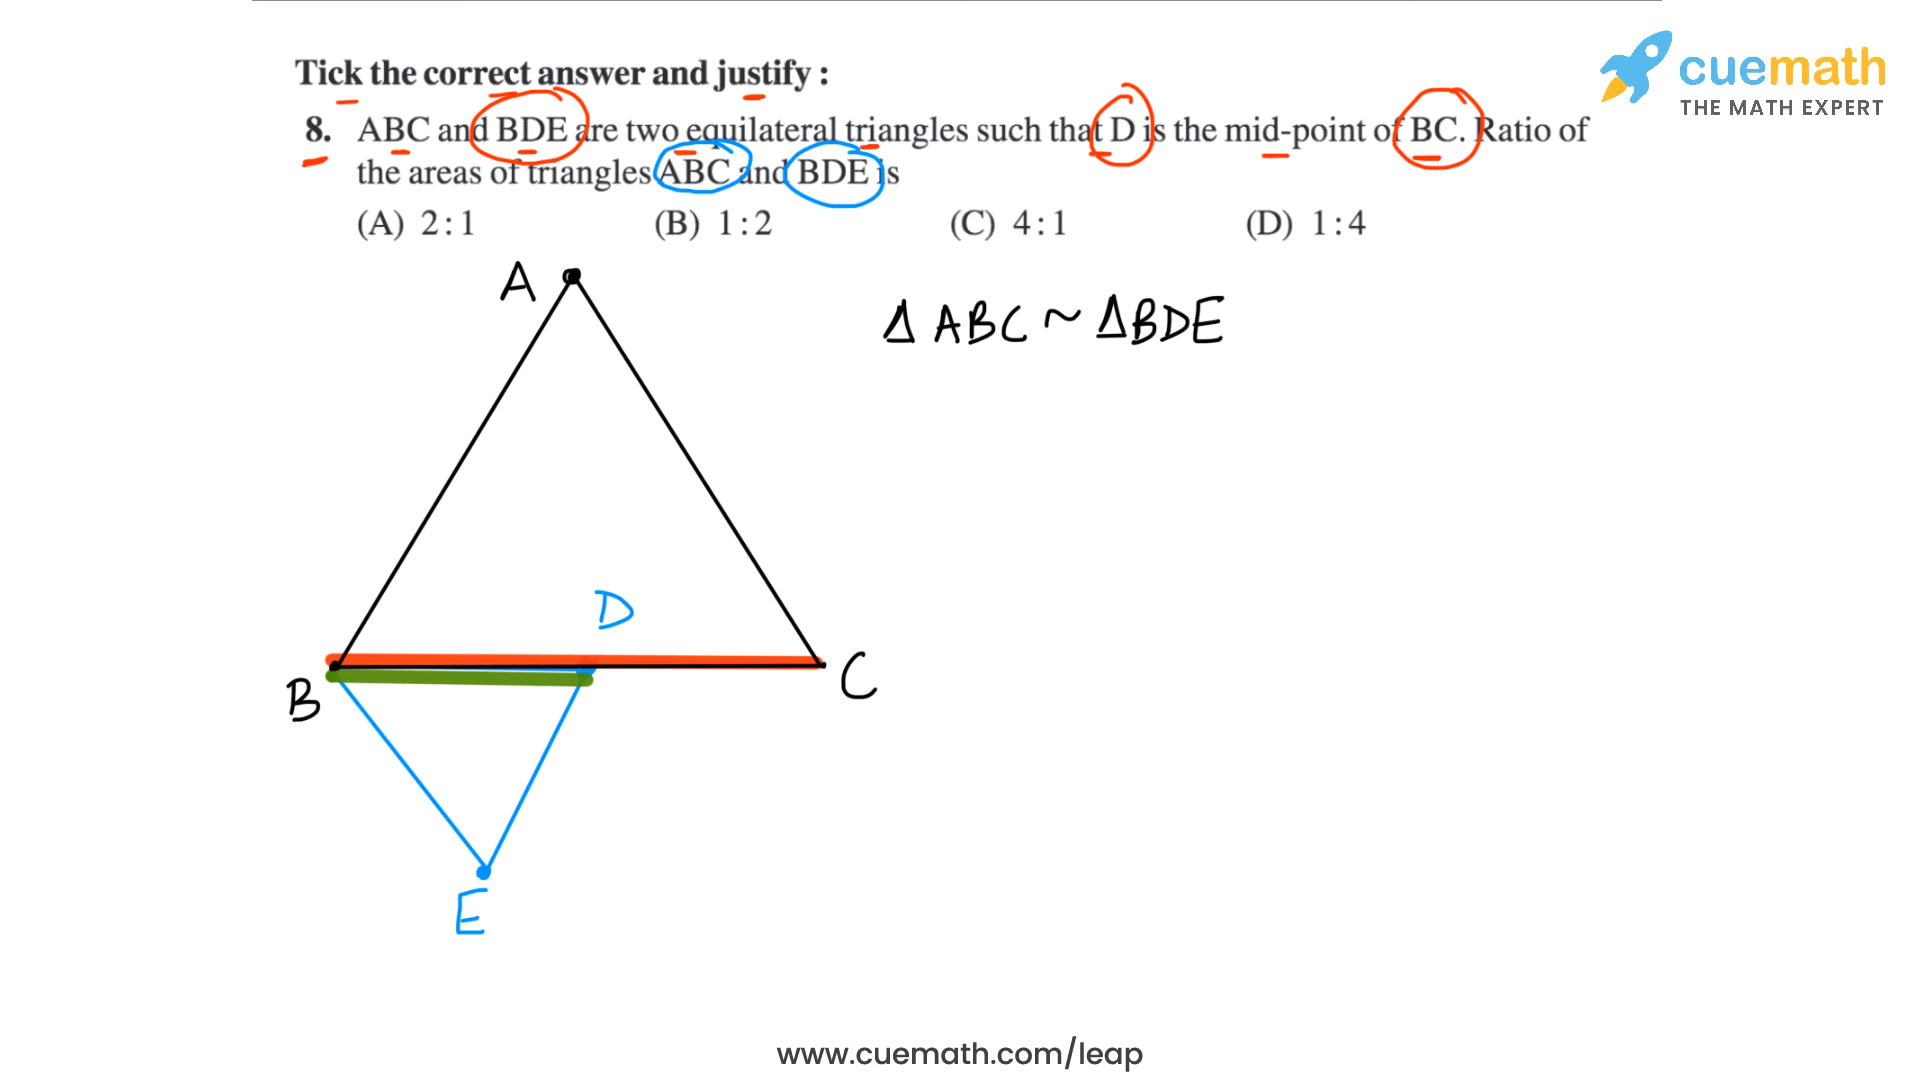 cuemath
THE MATH EXPERT
Tick the correct answer and justify :
8. ABC and BDE are two equilateral triangles such that D is the mid-point of BC. Ratio of
the areas of triangles ABC and BDE is
(A) 2 : 1 (B) 1 : 2 (C) 4 : 1 (D) 1 : 4
A
Δ ABC ~ ΔBDE
D
B
C
E
www.cuemath.com/leap